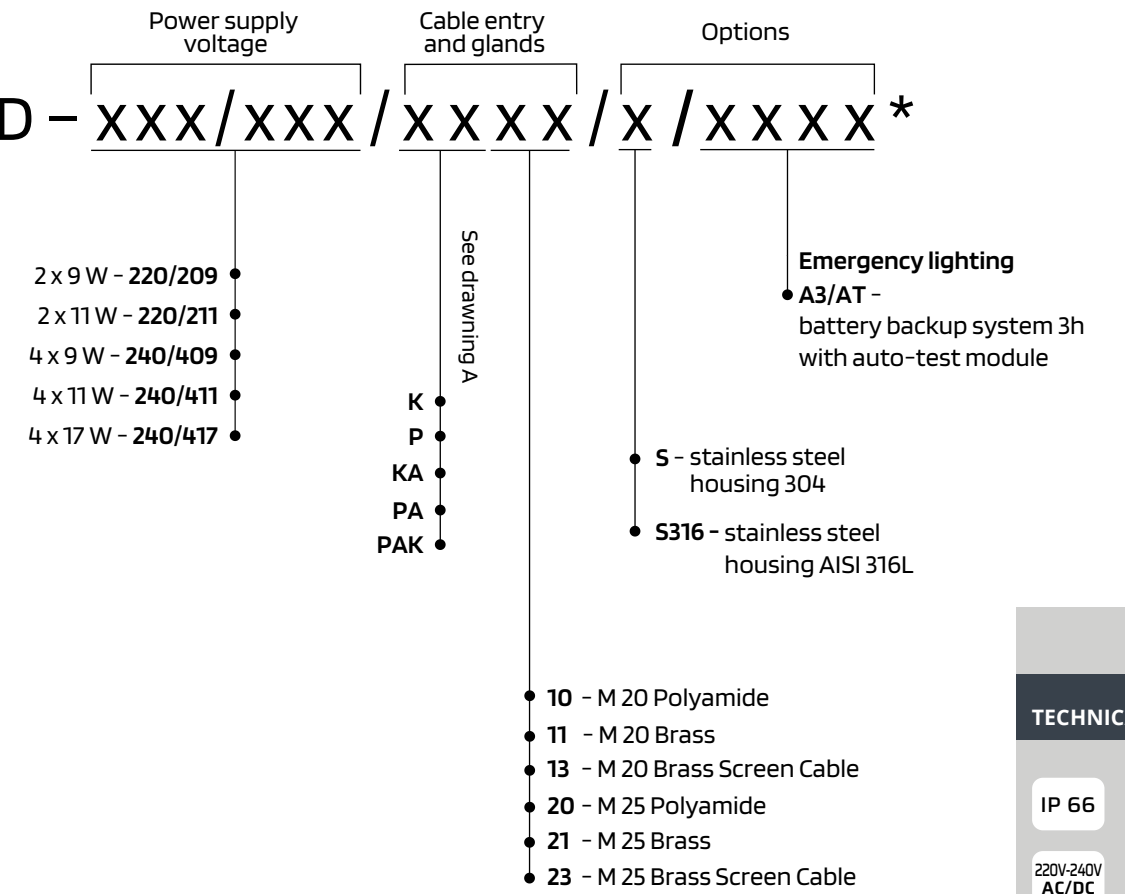 Power supply
voltage
Cable entry
and glands
Options
D – XXX/XXX / X X X X / X / X X X X *
See drawning A
2 x 9 W – 220/209
2 x 11 W – 220/211
4 x 9 W – 240/409
4 x 11 W – 240/411
4 x 17 W – 240/417
K
P
KA
PA
PAK
Emergency lighting
A3/AT –
battery backup system 3h
with auto-test module
S – stainless steel
housing 304
S316 – stainless steel
housing AISI 316L
10 – M 20 Polyamide
11 – M 20 Brass
13 – M 20 Brass Screen Cable
20 – M 25 Polyamide
21 – M 25 Brass
23 – M 25 Brass Screen Cable
TECHNIC
IP 66
220V-240V
AC/DC